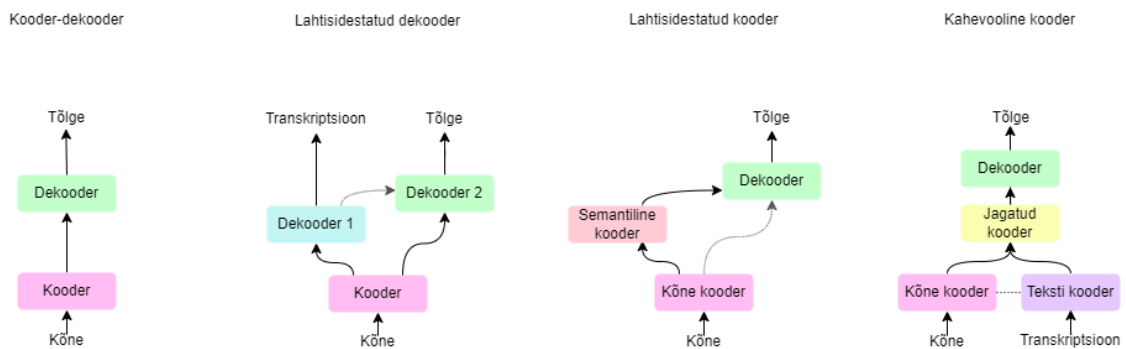 Kooder-dekooder
Lahtisidestatud dekooder
Lahtisidestatud kooder
Kahevooline kooder
Tõlge
Dekooder
Kooder
Kõne
Transkriptsioon
Tõlge
Dekooder 2
Dekooder 1
Kooder
Kõne
Tõlge
Dekooder
Semantiline
kooder
Kõne kooder
Kõne
Tõlge
Dekooder
Jagatud
kooder
Kõne kooder
Teksti kooder
Kõne
Transkriptsioon